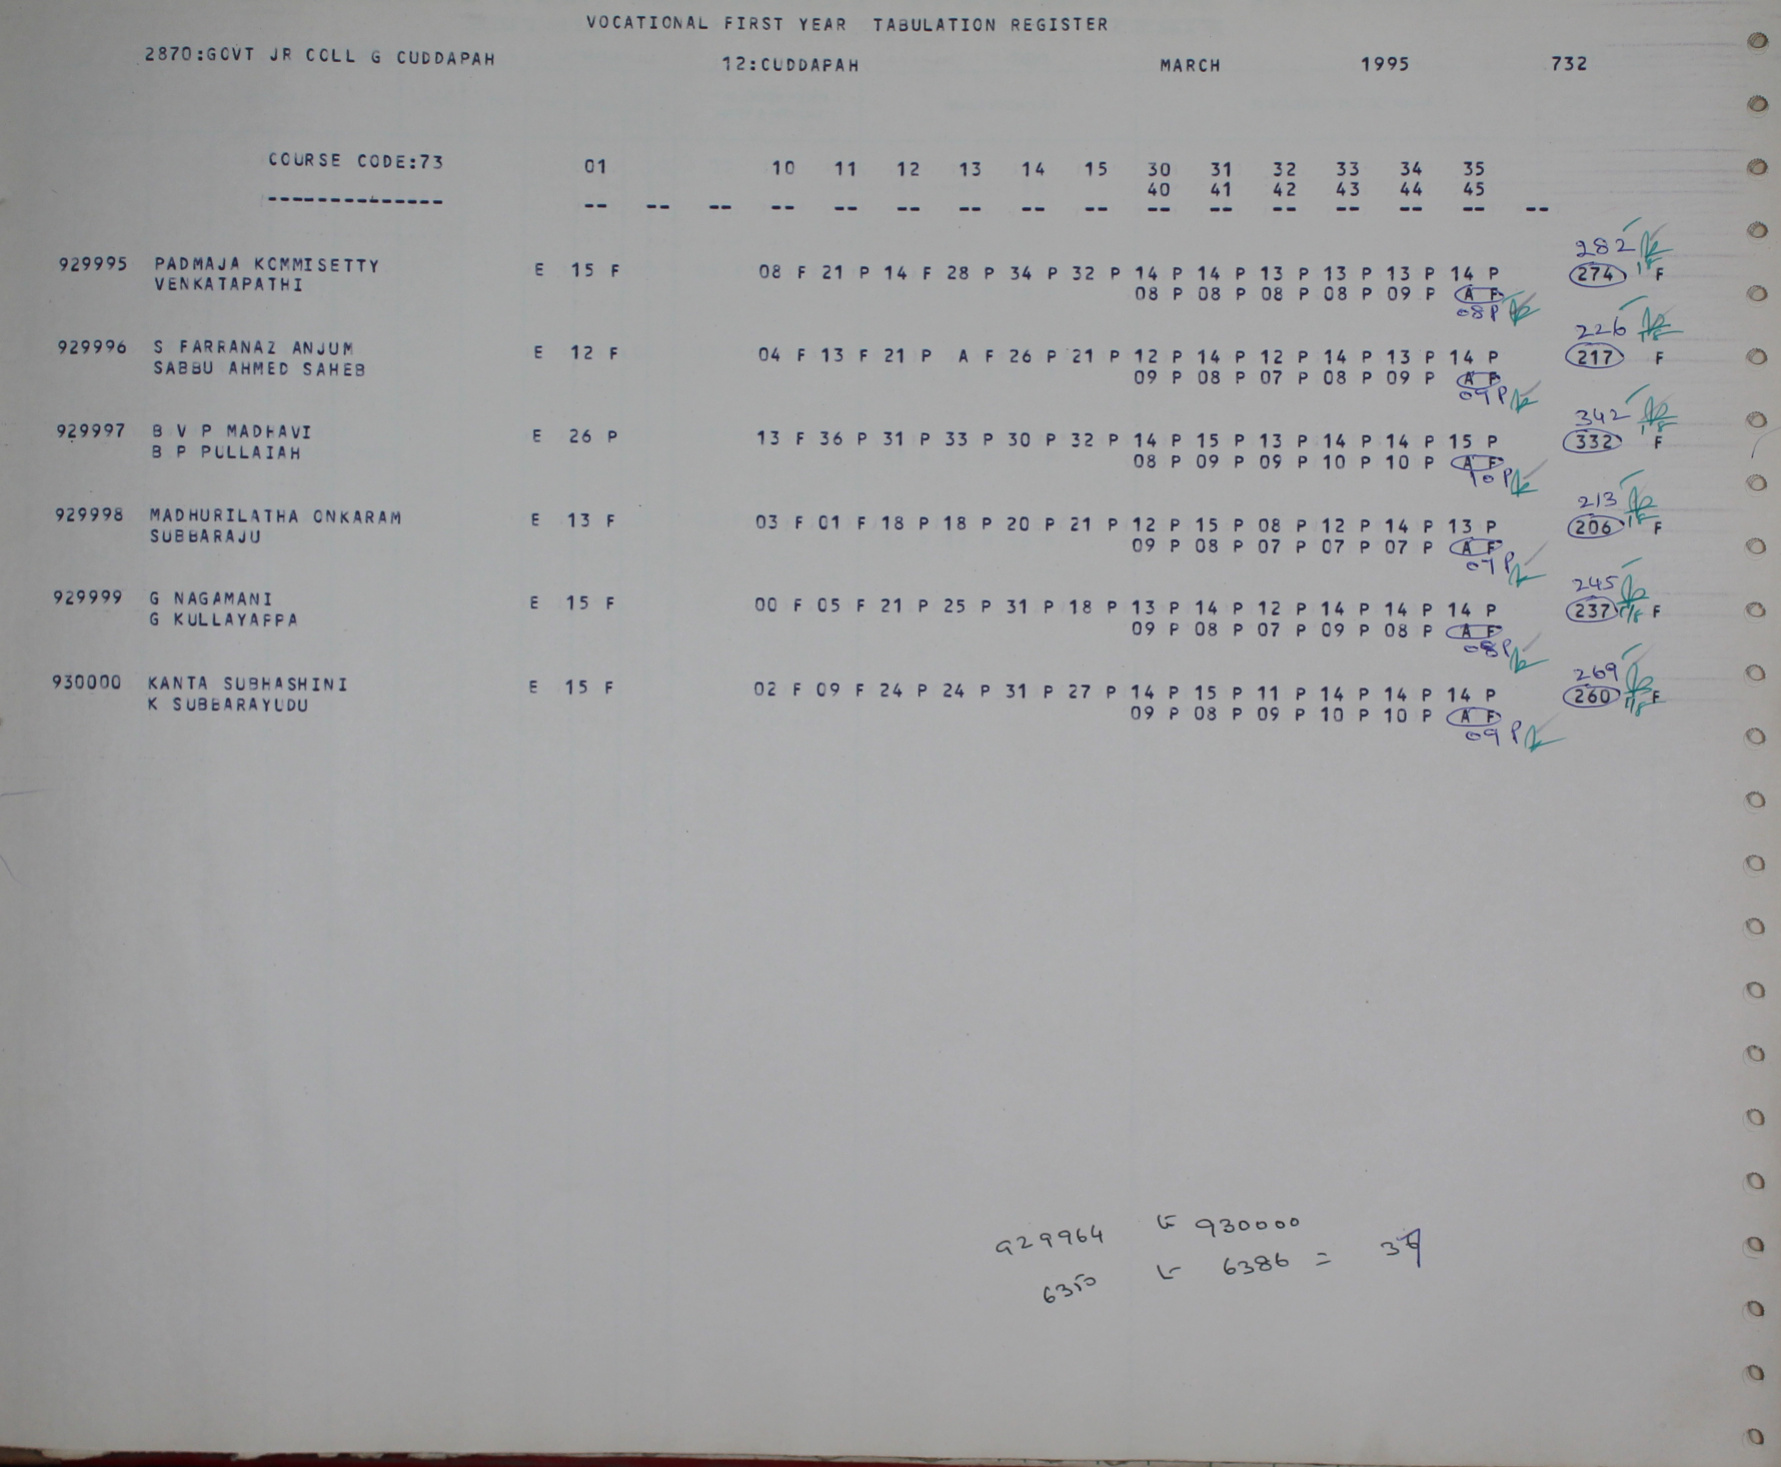 VOCATIONAL FIRST YEAR TABULATION REGISTER
2870:GOVT JR COLL G CUDDAPAH 12:CUDDAPAH MARCH 1995 732
COURSE CODE:73 01 10 11 12 13 14 15 30 31 32 33 34 35
40 41 42 43 44 45
-------------- -- -- -- -- -- -- -- -- -- -- -- -- -- -- -- --
282
929995 PADMAJA KOMMISETTY E 15 F 08 F 21 P 14 F 28 P 34 P 32 P 14 P 14 P 13 P 13 P 13 P 14 P 274 F
VENKATAPATHI 08 P 08 P 08 P 08 P 09 P A F
08 P
226
929996 S FARRANAZ ANJUM E 12 F 04 F 13 F 21 P A F 26 P 21 P 12 P 14 P 12 P 14 P 13 P 14 P 217 F
SABBU AHMED SAHEB 09 P 08 P 07 P 08 P 09 P A F
09 P
342
929997 B V P MADHAVI E 26 P 13 F 36 P 31 P 33 P 30 P 32 P 14 P 15 P 13 P 14 P 14 P 15 P 332 F
B P PULLAIAH 08 P 09 P 09 P 10 P 10 P A F
10 P
213
929998 MADHURILATHA ONKARAM E 13 F 03 F 01 F 18 P 18 P 20 P 21 P 12 P 15 P 08 P 12 P 14 P 13 P 206 F
SUBBARAJU 09 P 08 P 07 P 07 P 07 P A F
07 P
245
929999 G NAGAMANI E 15 F 00 F 05 F 21 P 25 P 31 P 18 P 13 P 14 P 12 P 14 P 14 P 14 P 237 F
G KULLAYAPPA 09 P 08 P 07 P 09 P 08 P A F
08 P
269
930000 KANTA SUBHASHINI E 15 F 02 F 09 F 24 P 24 P 31 P 27 P 14 P 15 P 11 P 14 P 14 P 14 P 260 F
K SUBBARAYUDU 09 P 08 P 09 P 10 P 10 P A F
09 P
929964 930000
6350 6386 =